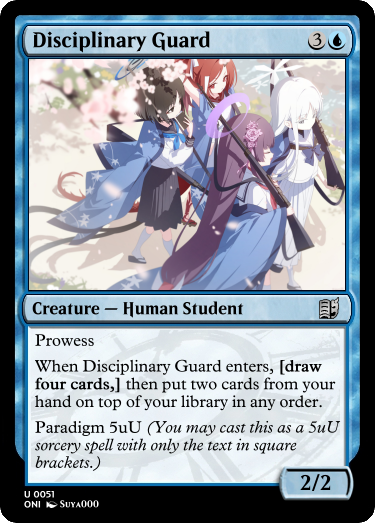 Disciplinary Guard 3
Creature — Human Student
Prowess
When Disciplinary Guard enters, [draw
four cards,] then put two cards from your
hand on top of your library in any order.
Paradigm 5uU (You may cast this as a 5uU
sorcery spell with only the text in square
brackets.)
2/2
U 0051
ONI SUYA000